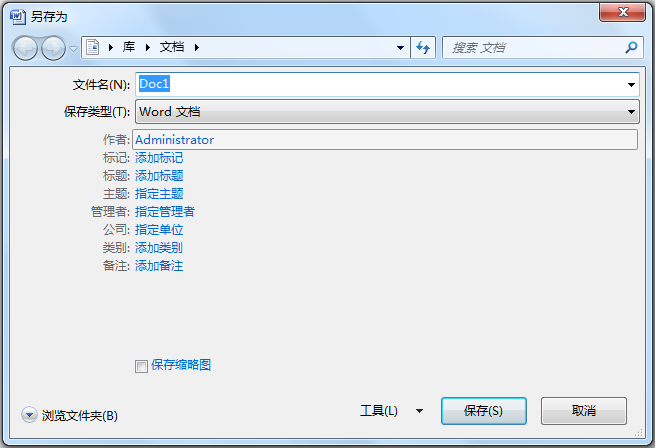 另存为
库 文档
搜索 文档
文件名(N): Doc1
保存类型(T): Word 文档
作者: Administrator
标记: 添加标记
标题: 添加标题
主题: 指定主题
管理者: 指定管理者
公司: 指定单位
类别: 添加类别
备注: 添加备注
保存缩略图
浏览文件夹(B)
工具(L)
保存(S)
取消